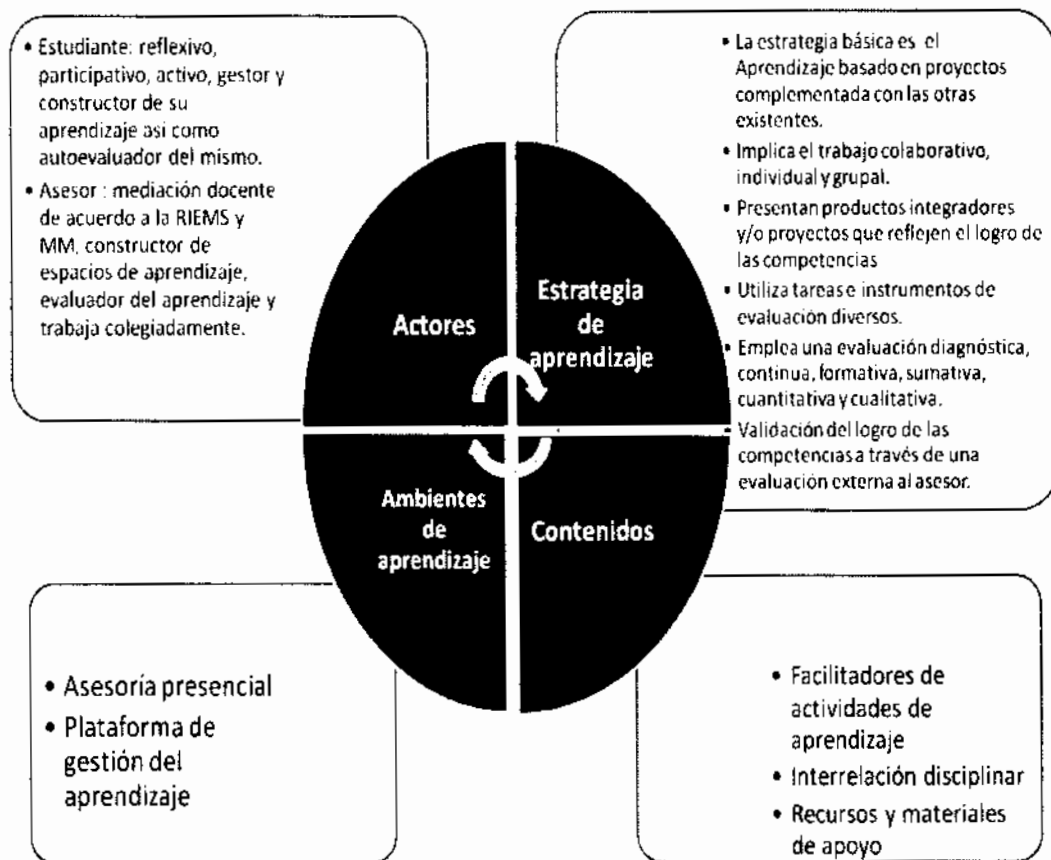 • Estudiante: reflexivo,
participativo, activo, gestor y
constructor de su
aprendizaje así como
autoevaluador del mismo.
• Asesor : mediación docente
de acuerdo a la RIEMS y
MM, constructor de
espacios de aprendizaje,
evaluador del aprendizaje y
trabaja colegiadamente.
• La estrategia básica es el
Aprendizaje basado en proyectos
complementada con las otras
existentes.
• Implica el trabajo colaborativo,
individual y grupal.
• Presentan productos integradores
y/o proyectos que reflejen el logro de
las competencias
• Utiliza tareas e instrumentos de
evaluación diversos.
• Emplea una evaluación diagnóstica,
continua, formativa, sumativa,
cuantitativa y cualitativa.
• Validación del logro de las
competencias a través de una
evaluación externa al asesor.
Actores
Estrategia
de
aprendizaje
Ambientes
de
aprendizaje
Contenidos
• Asesoría presencial
• Plataforma de
gestión del
aprendizaje
• Facilitadores de
actividades de
aprendizaje
• Interrelación disciplinar
• Recursos y materiales
de apoyo